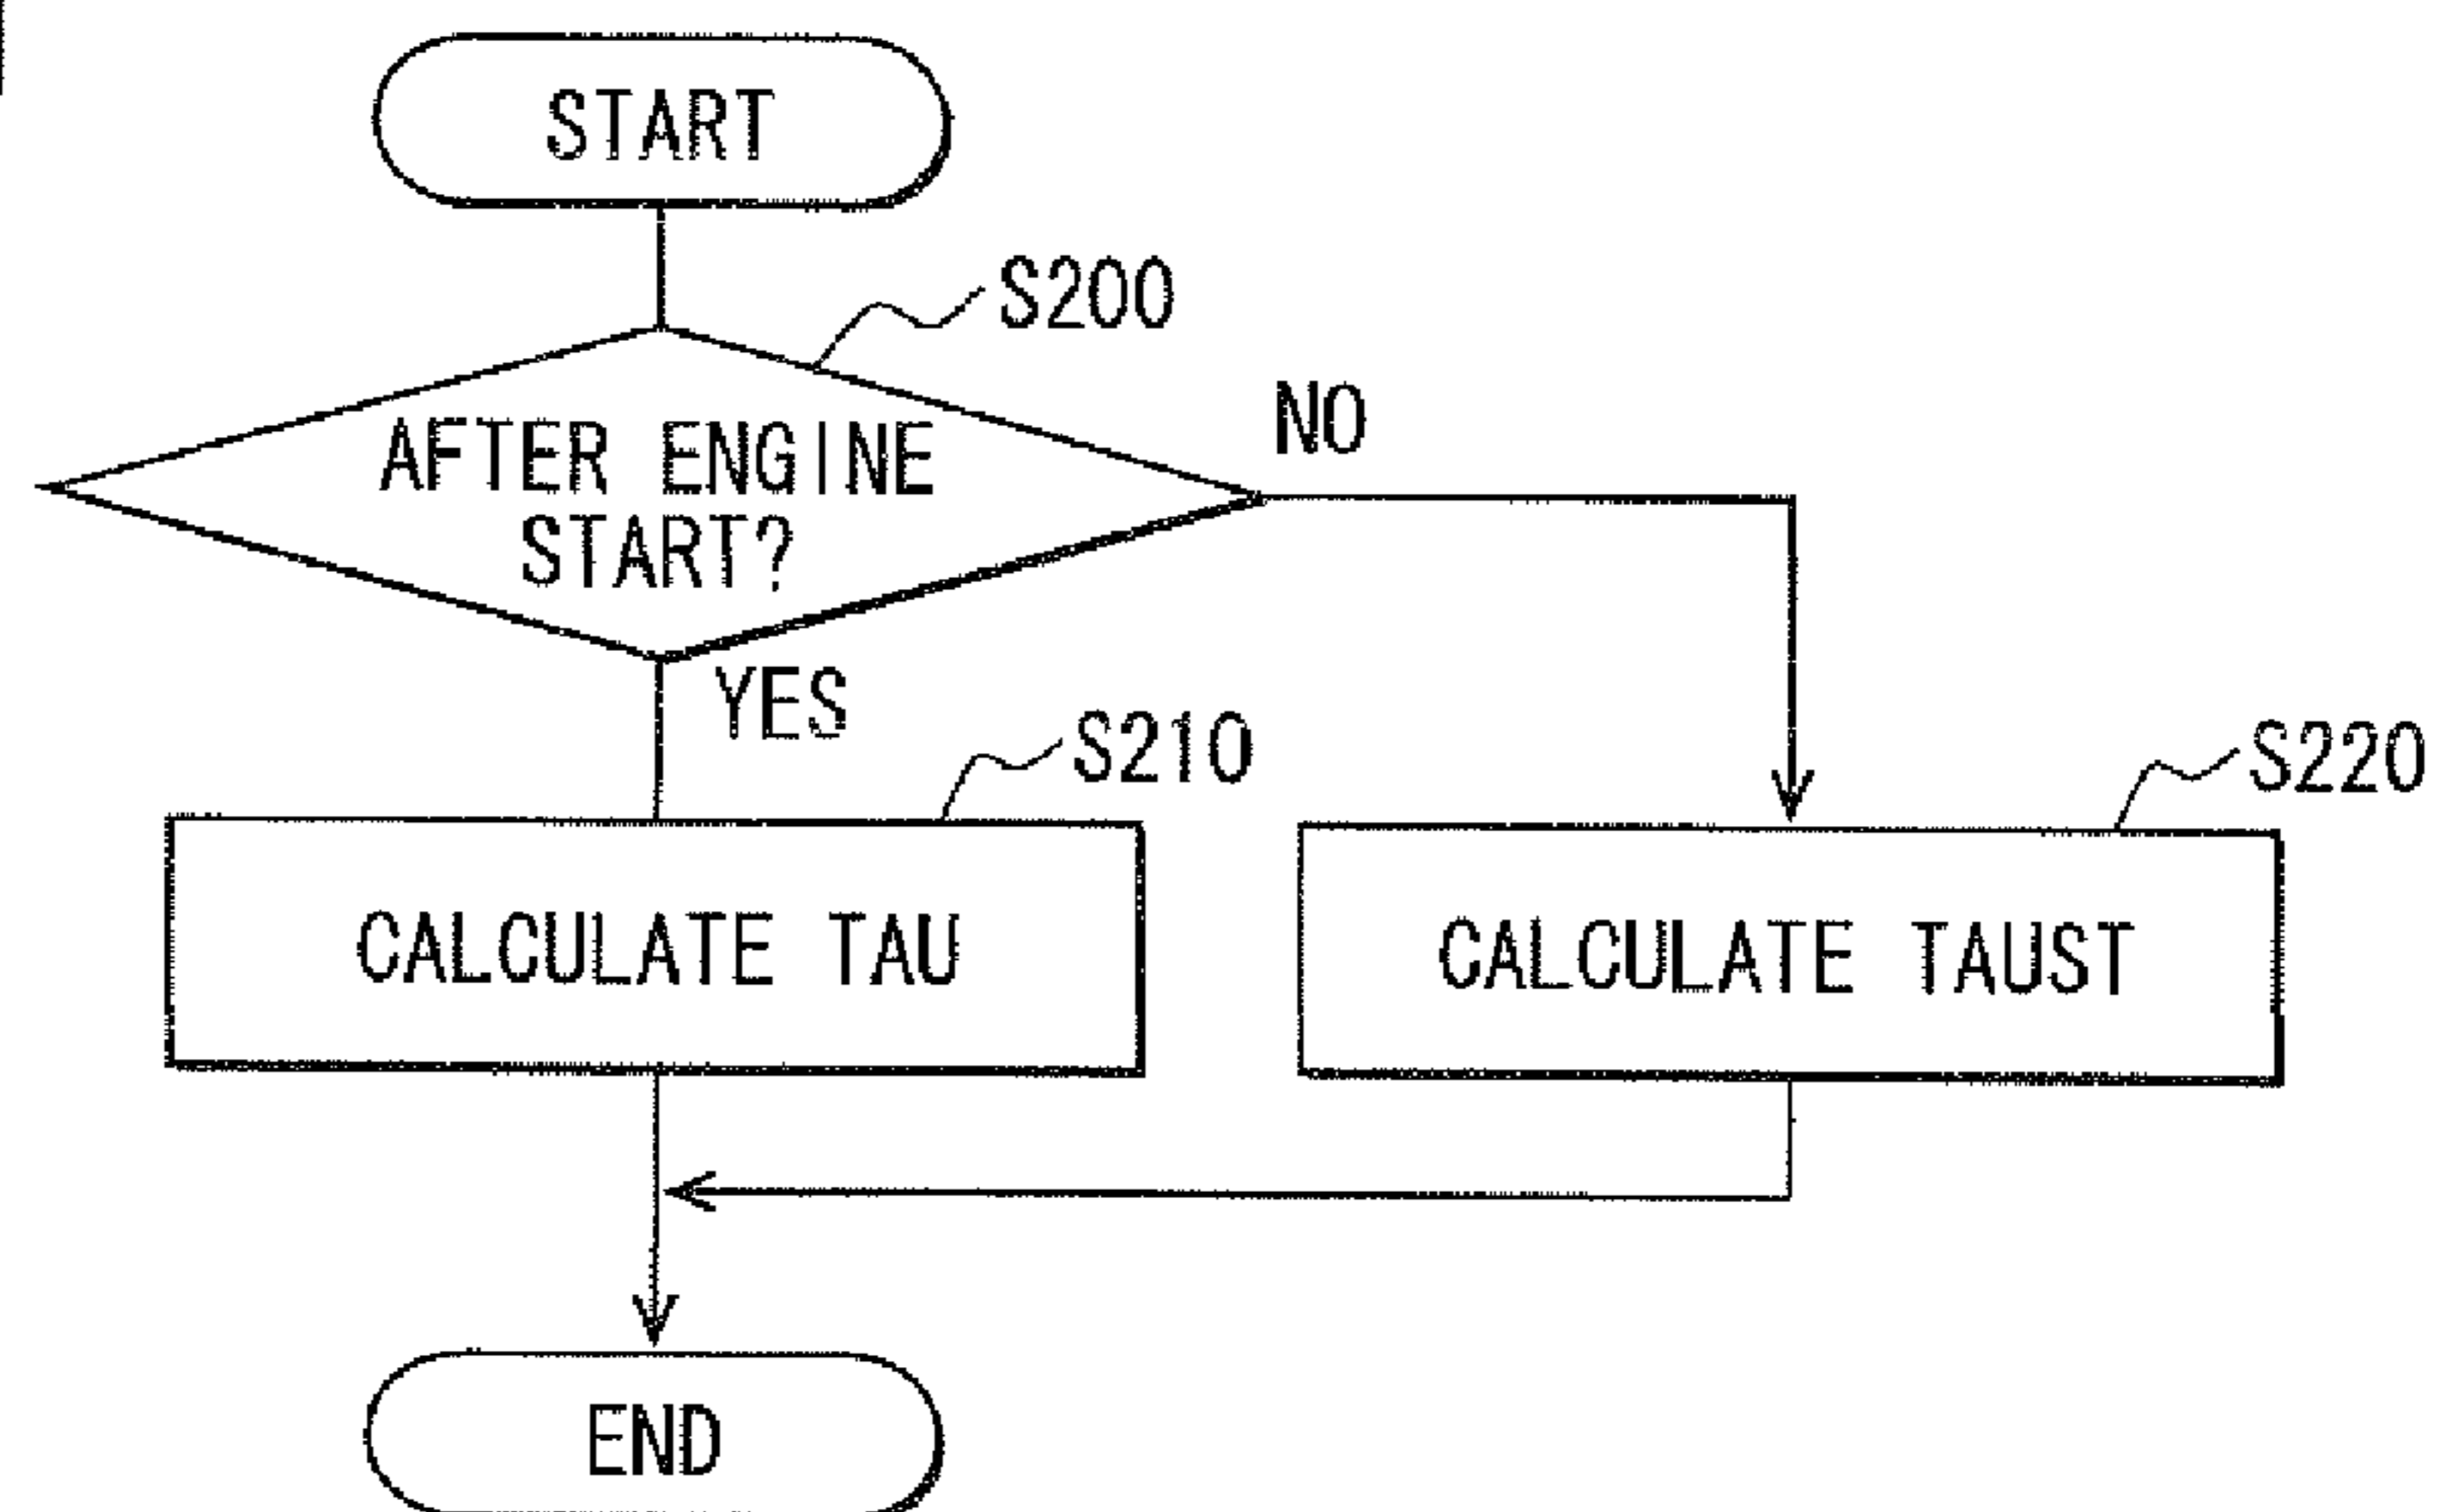 START
S200
AFTER ENGINE
START?
NO
YES
S210
S220
CALCULATE TAU
CALCULATE TAUST
END